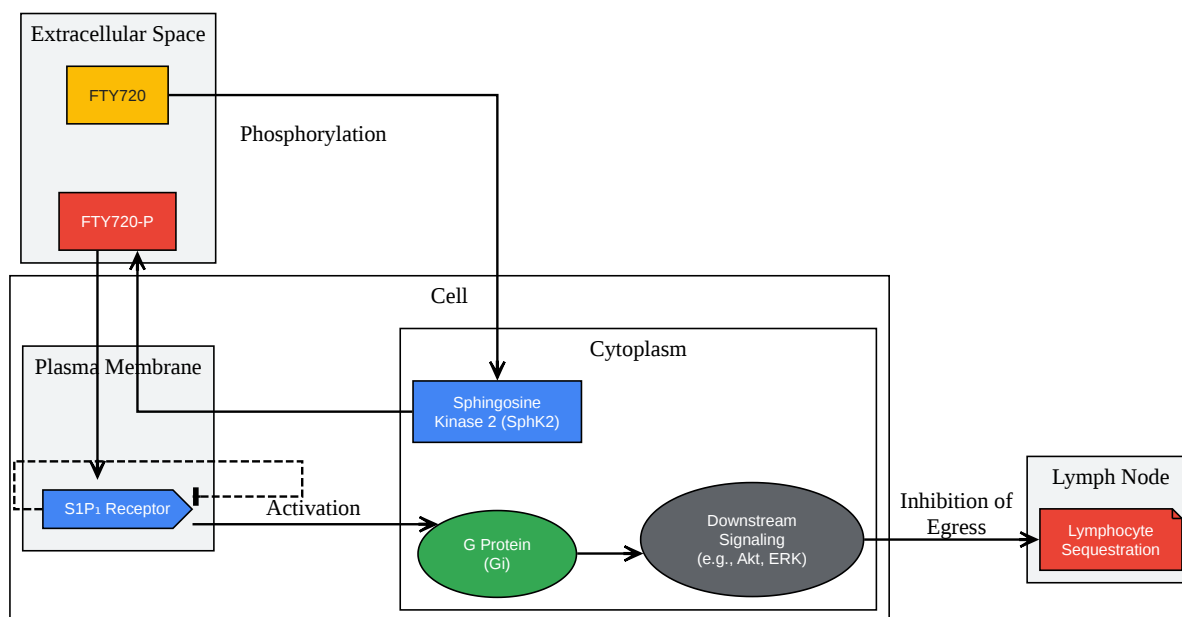 Extracellular Space
FTY720
Phosphorylation
FTY720-P
Cell
Cytoplasm
Plasma Membrane
Sphingosine
Kinase 2 (SphK2)
S1P₁ Receptor
Activation
G Protein
(Gi)
Downstream
Signaling
(e.g., Akt, ERK)
Inhibition of
Egress
Lymph Node
Lymphocyte
Sequestration